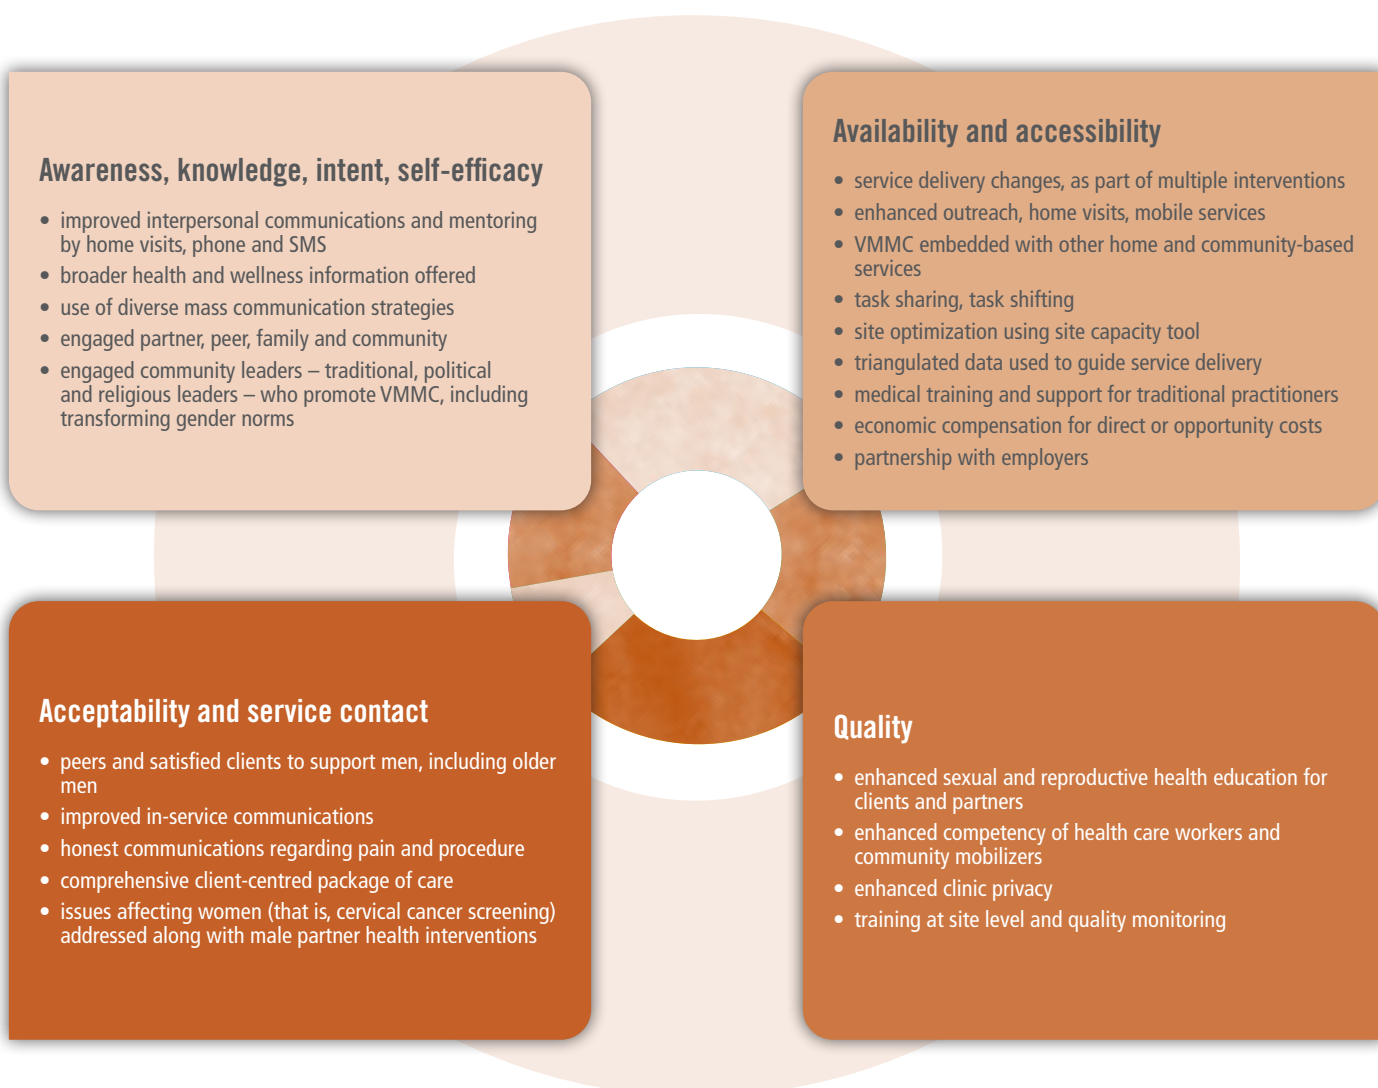 Awareness, knowledge, intent, self-efficacy
• improved interpersonal communications and mentoring
by home visits, phone and SMS
• broader health and wellness information offered
• use of diverse mass communication strategies
• engaged partner, peer, family and community
• engaged community leaders – traditional, political
and religious leaders – who promote VMMC, including
transforming gender norms
Availability and accessibility
• service delivery changes, as part of multiple interventions
• enhanced outreach, home visits, mobile services
• VMMC embedded with other home and community-based
services
• task sharing, task shifting
• site optimization using site capacity tool
• triangulated data used to guide service delivery
• medical training and support for traditional practitioners
• economic compensation for direct or opportunity costs
• partnership with employers
Acceptability and service contact
• peers and satisfied clients to support men, including older
men
• improved in-service communications
• honest communications regarding pain and procedure
• comprehensive client-centred package of care
• issues affecting women (that is, cervical cancer screening)
addressed along with male partner health interventions
Quality
• enhanced sexual and reproductive health education for
clients and partners
• enhanced competency of health care workers and
community mobilizers
• enhanced clinic privacy
• training at site level and quality monitoring